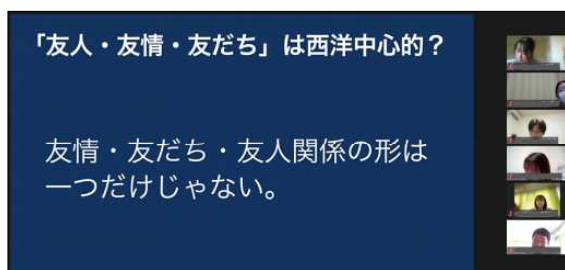 「友人・友情・友だち」は西洋中心的？
友情・友だち・友人関係の形は
一つだけじゃない。